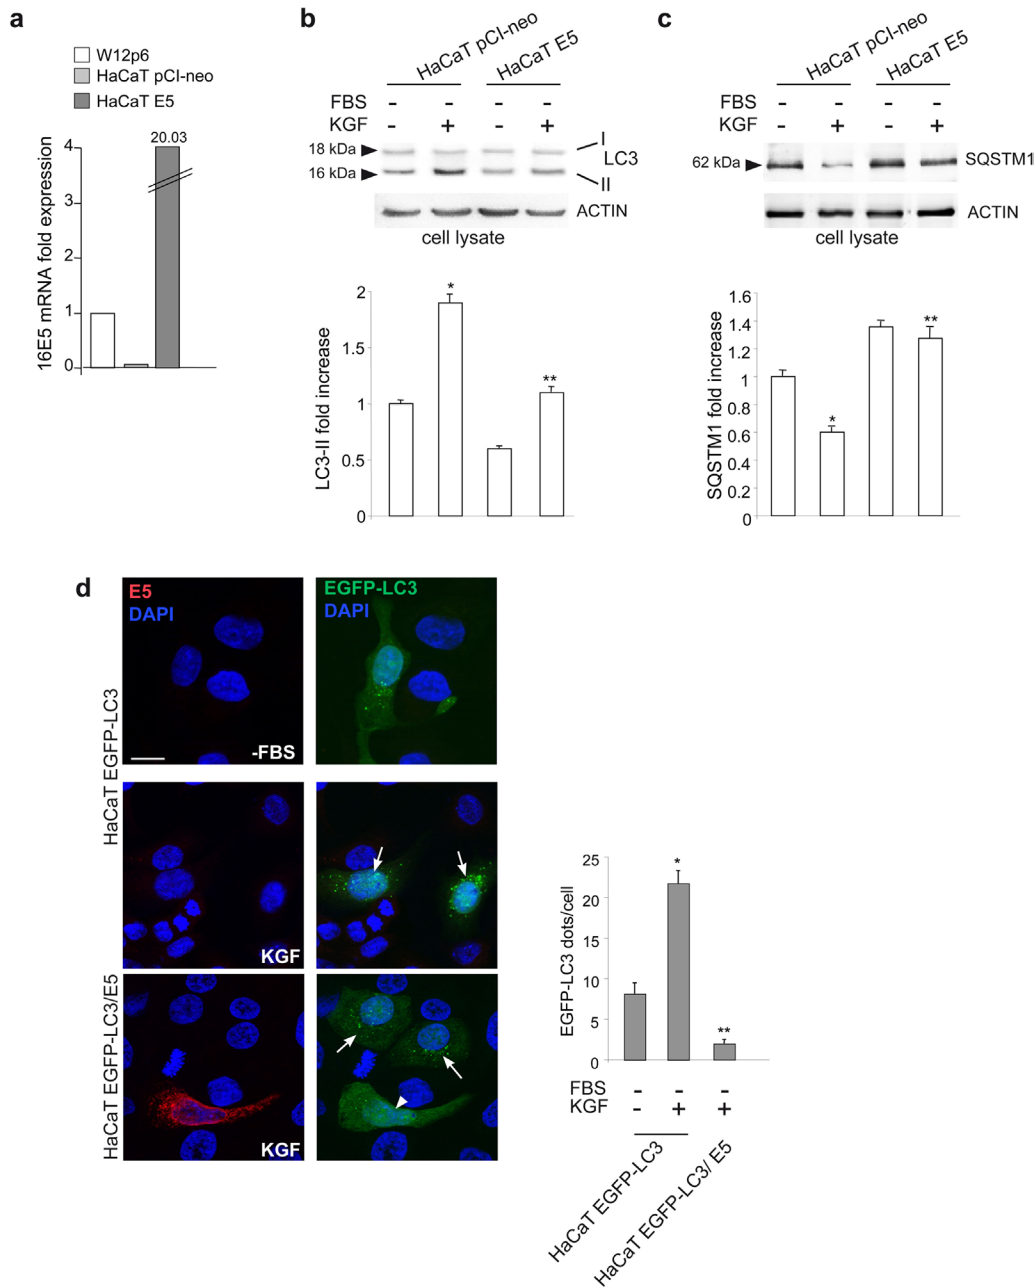 a
W12p6
HaCaT pCI-neo
HaCaT E5
20.03
16E5 mRNA fold expression
4
3
2
1
0
b
HaCaT pCI-neo
HaCaT E5
FBS - - - -
KGF - + - +
18 kDa
16 kDa
I
LC3
II
ACTIN
cell lysate
LC3-II fold increase
2
1.5
1
0.5
0
*
**
c
HaCaT pCI-neo
HaCaT E5
FBS - - - -
KGF - + - +
62 kDa
SQSTM1
ACTIN
cell lysate
SQSTM1 fold increase
1.6
1.4
1.2
1
0.8
0.6
0.4
0.2
0
*
**
d
HaCaT EGFP-LC3
E5
DAPI
-FBS
EGFP-LC3
DAPI
KGF
HaCaT EGFP-LC3/E5
KGF
EGFP-LC3 dots/cell
25
20
15
10
5
0
*
**
FBS - - -
KGF - + +
HaCaT EGFP-LC3
HaCaT EGFP-LC3/ E5